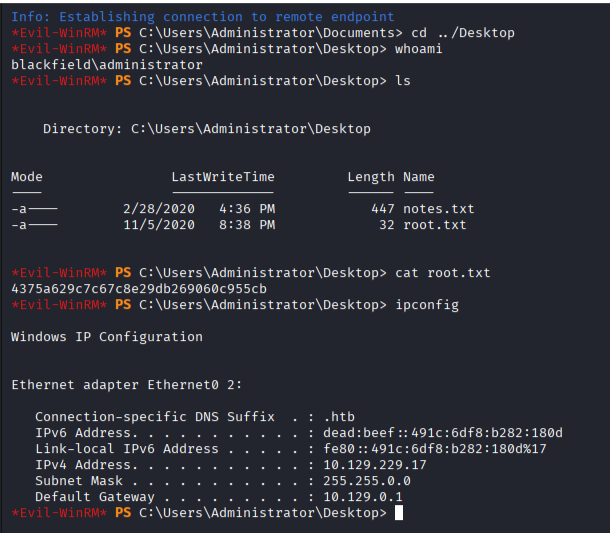 Info: Establishing connection to remote endpoint
*Evil-WinRM* PS C:\Users\Administrator\Documents> cd ../Desktop
*Evil-WinRM* PS C:\Users\Administrator\Desktop> whoami
blackfield\administrator
*Evil-WinRM* PS C:\Users\Administrator\Desktop> ls
Directory: C:\Users\Administrator\Desktop
Mode                LastWriteTime         Length Name
----                -------------         ------ ----
-a----        2/28/2020   4:36 PM            447 notes.txt
-a----        11/5/2020   8:38 PM             32 root.txt
*Evil-WinRM* PS C:\Users\Administrator\Desktop> cat root.txt
4375a629c7c67c8e29db269060c955cb
*Evil-WinRM* PS C:\Users\Administrator\Desktop> ipconfig
Windows IP Configuration
Ethernet adapter Ethernet0 2:
Connection-specific DNS Suffix  . : .htb
IPv6 Address. . . . . . . . . . . : dead:beef::491c:6df8:b282:180d
Link-local IPv6 Address . . . . . : fe80::491c:6df8:b282:180d%17
IPv4 Address. . . . . . . . . . . : 10.129.229.17
Subnet Mask . . . . . . . . . . . : 255.255.0.0
Default Gateway . . . . . . . . . : 10.129.0.1
*Evil-WinRM* PS C:\Users\Administrator\Desktop>